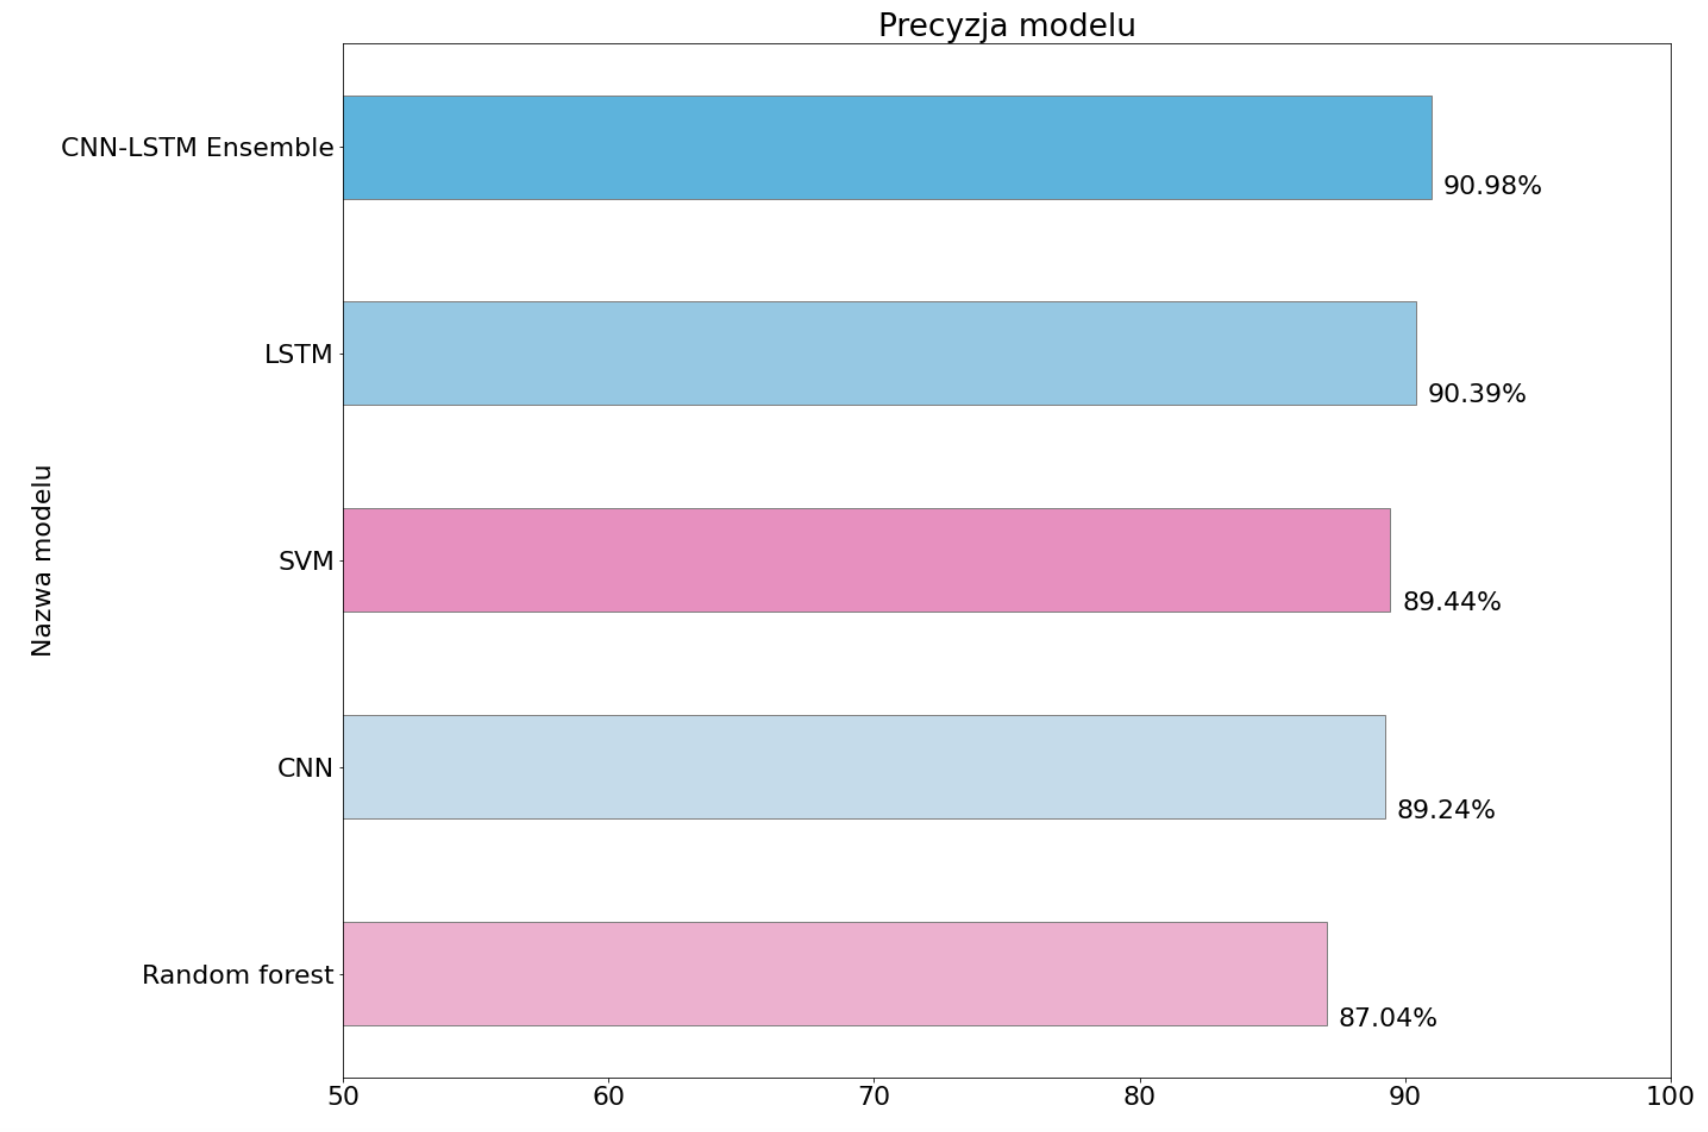 Precyzja modelu
CNN-LSTM Ensemble
90.98%
LSTM
90.39%
Nazwa modelu
SVM
89.44%
CNN
89.24%
Random forest
87.04%
50 60 70 80 90 100